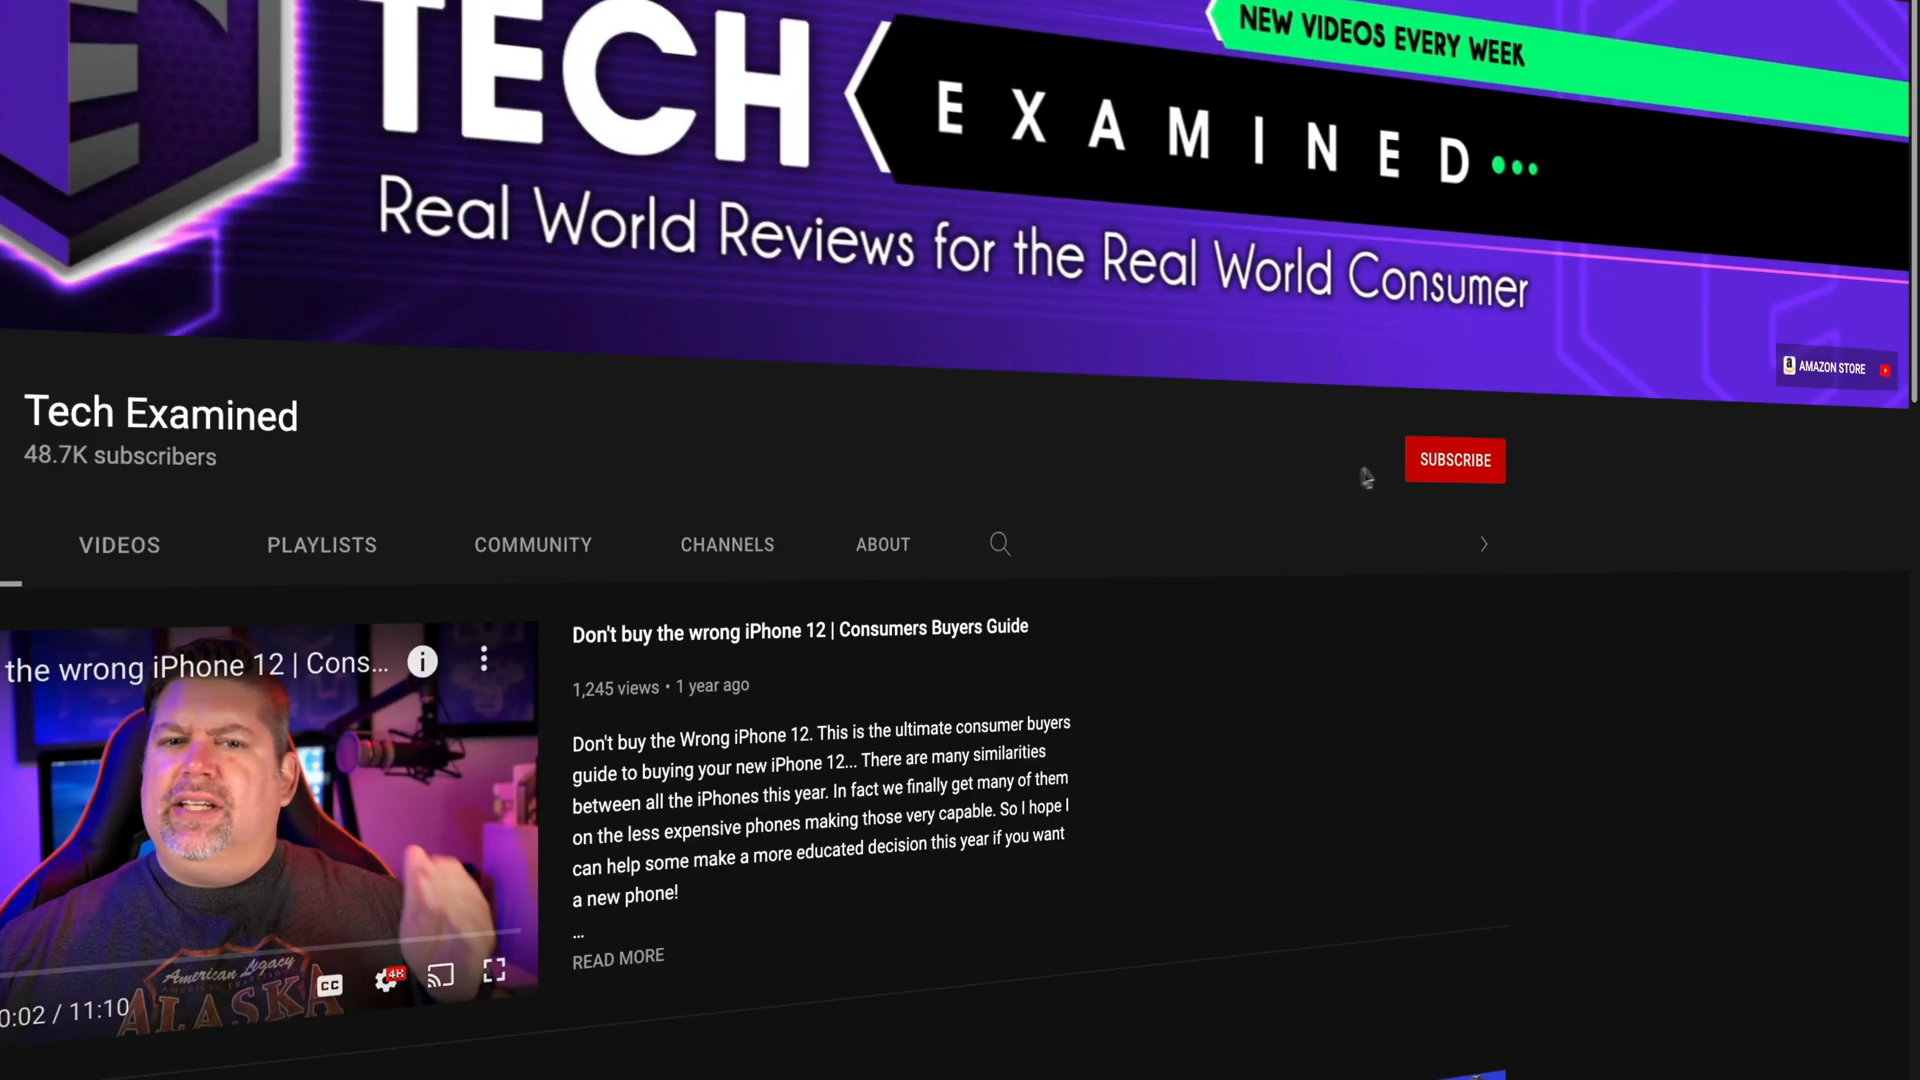 NEW VIDEOS EVERY WEEK
TECH
EXAMINED...
Real World Reviews for the Real World Consumer
AMAZON STORE
Tech Examined
48.7K subscribers
SUBSCRIBE
VIDEOS PLAYLISTS COMMUNITY CHANNELS ABOUT
the wrong iPhone 12 | Cons...
American Legacy
ALASKA
CC
0:02 / 11:10
Don't buy the wrong iPhone 12 | Consumers Buyers Guide
1,245 views • 1 year ago
Don't buy the Wrong iPhone 12. This is the ultimate consumer buyers
guide to buying your new iPhone 12... There are many similarities
between all the iPhones this year. In fact we finally get many of them
on the less expensive phones making those very capable. So I hope I
can help some make a more educated decision this year if you want
a new phone!
...
READ MORE